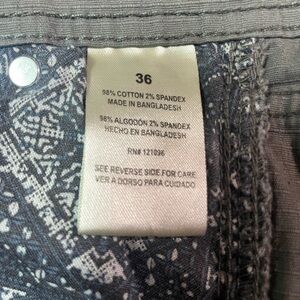 36
98% COTTON 2% SPANDEX
MADE IN BANGLADESH
98% ALGODÓN 2% SPANDEX
HECHO EN BANGLADESH
RN# 121096
SEE REVERSE SIDE FOR CARE
VER A DORSO PARA CUIDADO